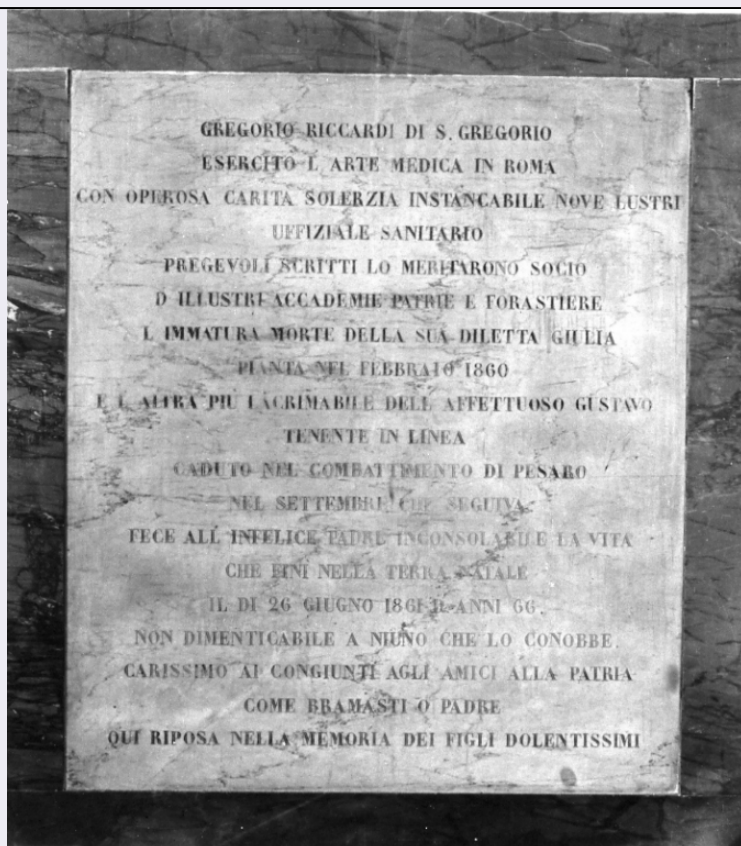 GREGORIO RICCARDI DI S. GREGORIO
ESERCITO L ARTE MEDICA IN ROMA
CON OPEROSA CARITA SOLERZIA INSTANCABILE NOVE LUSTRI
UFFIZIALE SANITARIO
PREGEVOLI SCRITTI LO MERITARONO SOCIO
D ILLUSTRI ACCADEMIE PATRIE E FORASTIERE
L IMMATURA MORTE DELLA SUA DILETTA GIULIA
PIANTA NEL FEBBRAIO 1860
E L ALTRA PIU LACRIMABILE DELL AFFETTUOSO GUSTAVO
TENENTE IN LINEA
CADUTO NEL COMBATTIMENTO DI PESARO
NEL SETTEMBRE CHE SEGUIVA
FECE ALL INFELICE PADRE INCONSOLABILE LA VITA
CHE FINI NELLA TERRA NATALE
IL DI 26 GIUGNO 1861 ANNI 66.
NON DIMENTICABILE A NIUNO CHE LO CONOBBE.
CARISSIMO AI CONGIUNTI AGLI AMICI ALLA PATRIA
COME BRAMASTI O PADRE
QUI RIPOSA NELLA MEMORIA DEI FIGLI DOLENTISSIMI